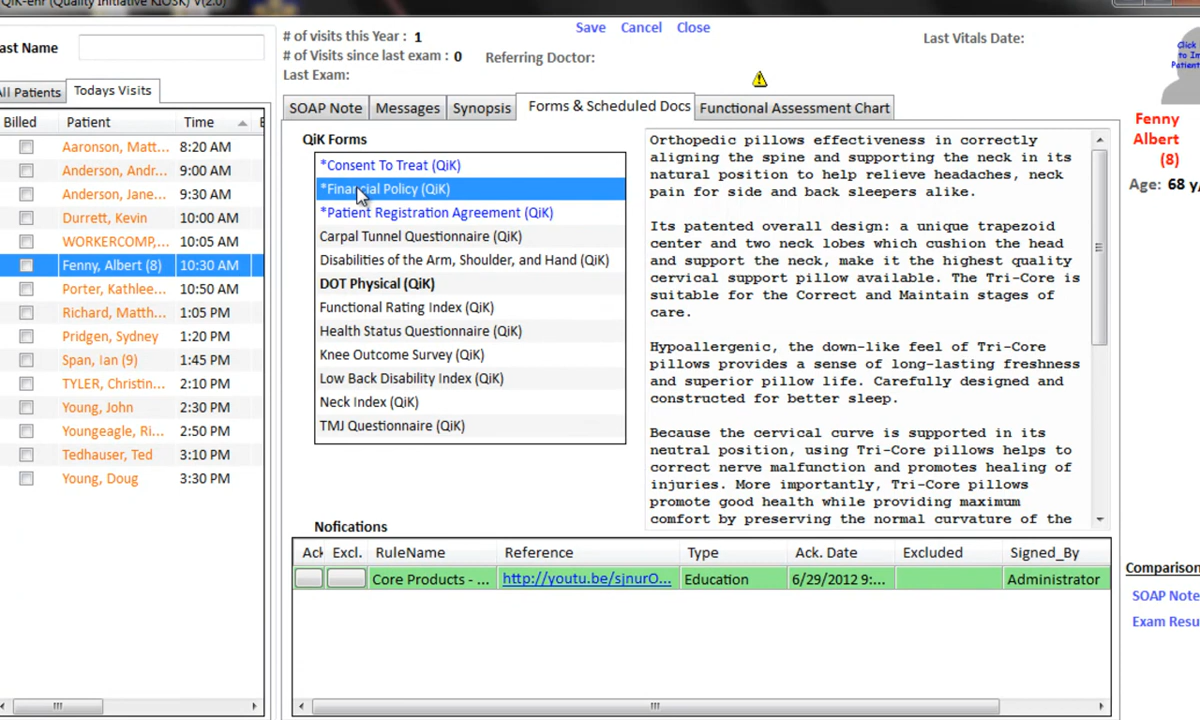 QiK-ehr (Quality Initiative KIOSK) V(2.0)
ast Name
All Patients
Todays Visits
Billed
Patient
Time
Aaronson, Matt...
8:20 AM
Anderson, Andr...
9:00 AM
Anderson, Jane...
9:30 AM
Durrett, Kevin
10:00 AM
WORKERCOMP,...
10:05 AM
Fenny, Albert (8)
10:30 AM
Porter, Kathlee...
10:50 AM
Richard, Matth...
1:05 PM
Pridgen, Sydney
1:20 PM
Span, Ian (9)
1:45 PM
TYLER, Christin...
2:10 PM
Young, John
2:30 PM
Youngeagle, Ri...
2:50 PM
Tedhauser, Ted
3:10 PM
Young, Doug
3:30 PM
# of visits this Year : 1
# of Visits since last exam : 0
Last Exam:
Save
Cancel
Close
Referring Doctor:
Last Vitals Date:
SOAP Note
Messages
Synopsis
Forms & Scheduled Docs
Functional Assessment Chart
QiK Forms
*Consent To Treat (QiK)
*Financial Policy (QiK)
*Patient Registration Agreement (QiK)
Carpal Tunnel Questionnaire (QiK)
Disabilities of the Arm, Shoulder, and Hand (QiK)
DOT Physical (QiK)
Functional Rating Index (QiK)
Health Status Questionnaire (QiK)
Knee Outcome Survey (QiK)
Low Back Disability Index (QiK)
Neck Index (QiK)
TMJ Questionnaire (QiK)
Orthopedic pillows effectiveness in correctly
aligning the spine and supporting the neck in its
natural position to help relieve headaches, neck
pain for side and back sleepers alike.
Its patented overall design: a unique trapezoid
center and two neck lobes which cushion the head
and support the neck, make it the highest quality
cervical support pillow available. The Tri-Core is
suitable for the Correct and Maintain stages of
care.
Hypoallergenic, the down-like feel of Tri-Core
pillows provides a sense of long-lasting freshness
and superior pillow life. Carefully designed and
constructed for better sleep.
Because the cervical curve is supported in its
neutral position, using Tri-Core pillows helps to
correct nerve malfunction and promotes healing of
injuries. More importantly, Tri-Core pillows
promote good health while providing maximum
comfort by preserving the normal curvature of the
Nofications
Ack
Excl.
RuleName
Reference
Type
Ack. Date
Excluded
Signed_By
Core Products - ...
http://youtu.be/sjnurO...
Education
6/29/2012 9:...
Administrator
Click
to Im
Patient
Fenny
Albert
(8)
Age: 68 y/
Comparison
SOAP Note
Exam Resu